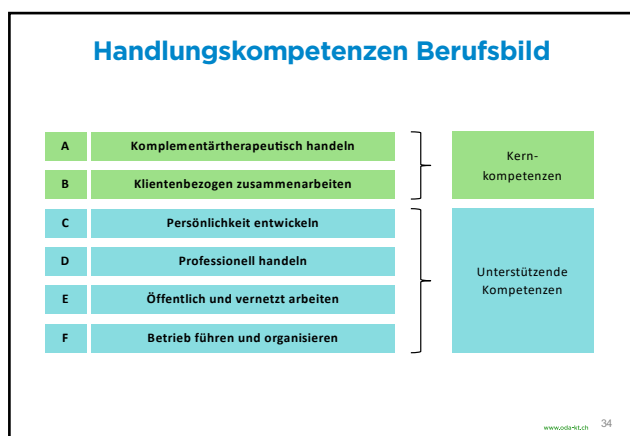 Handlungskompetenzen Berufsbild
A Komplementärtherapeutisch handeln
B Klientenbezogen zusammenarbeiten
Kern-
kompetenzen
C Persönlichkeit entwickeln
D Professionell handeln
E Öffentlich und vernetzt arbeiten
F Betrieb führen und organisieren
Unterstützende
Kompetenzen
www.oda-kt.ch 34